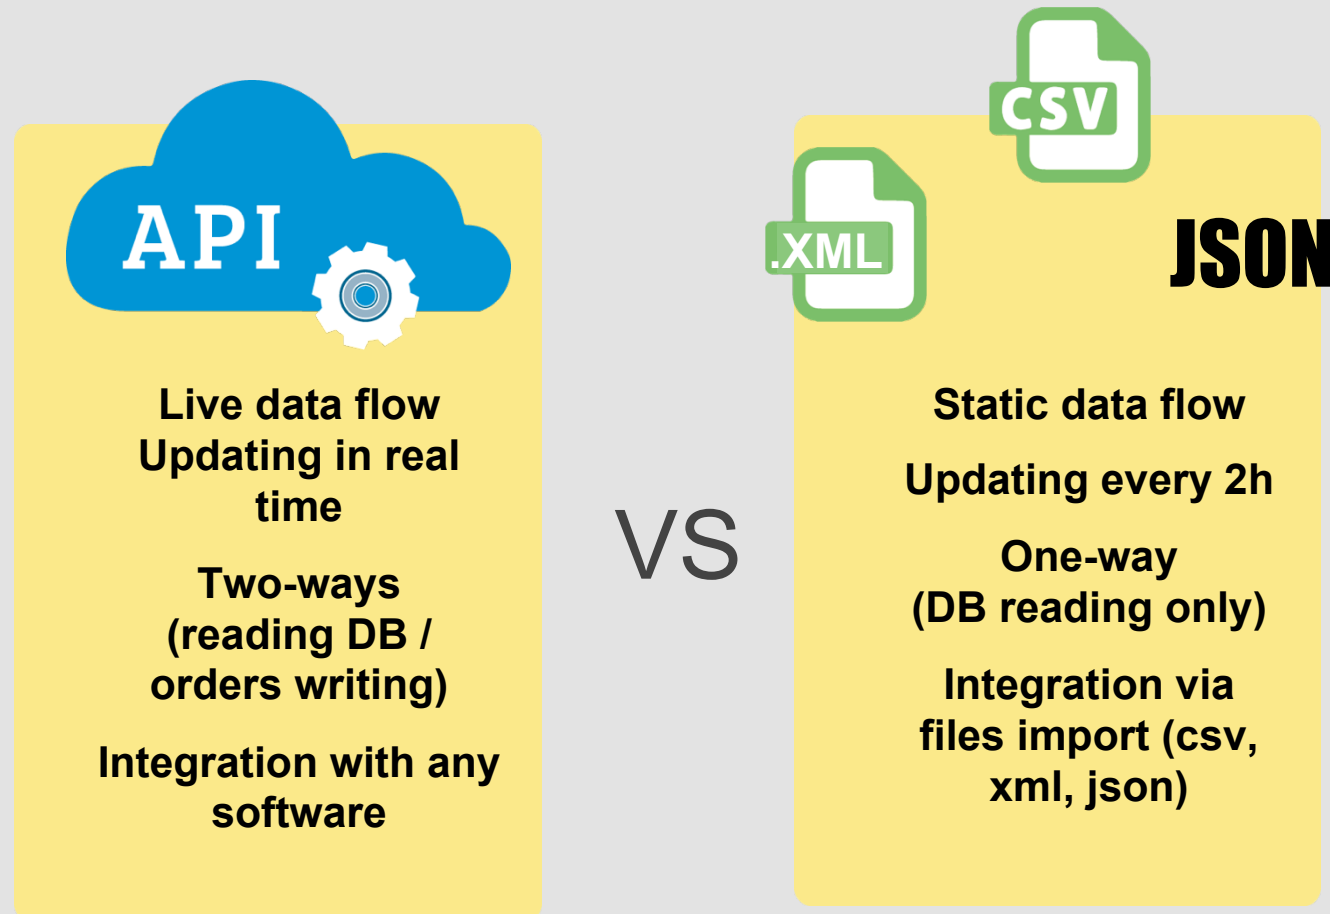 API
Live data flow
Updating in real
time
Two-ways
(reading DB /
orders writing)
Integration with any
software
VS
CSV
.XML
JSON
Static data flow
Updating every 2h
One-way
(DB reading only)
Integration via
files import (csv,
xml, json)